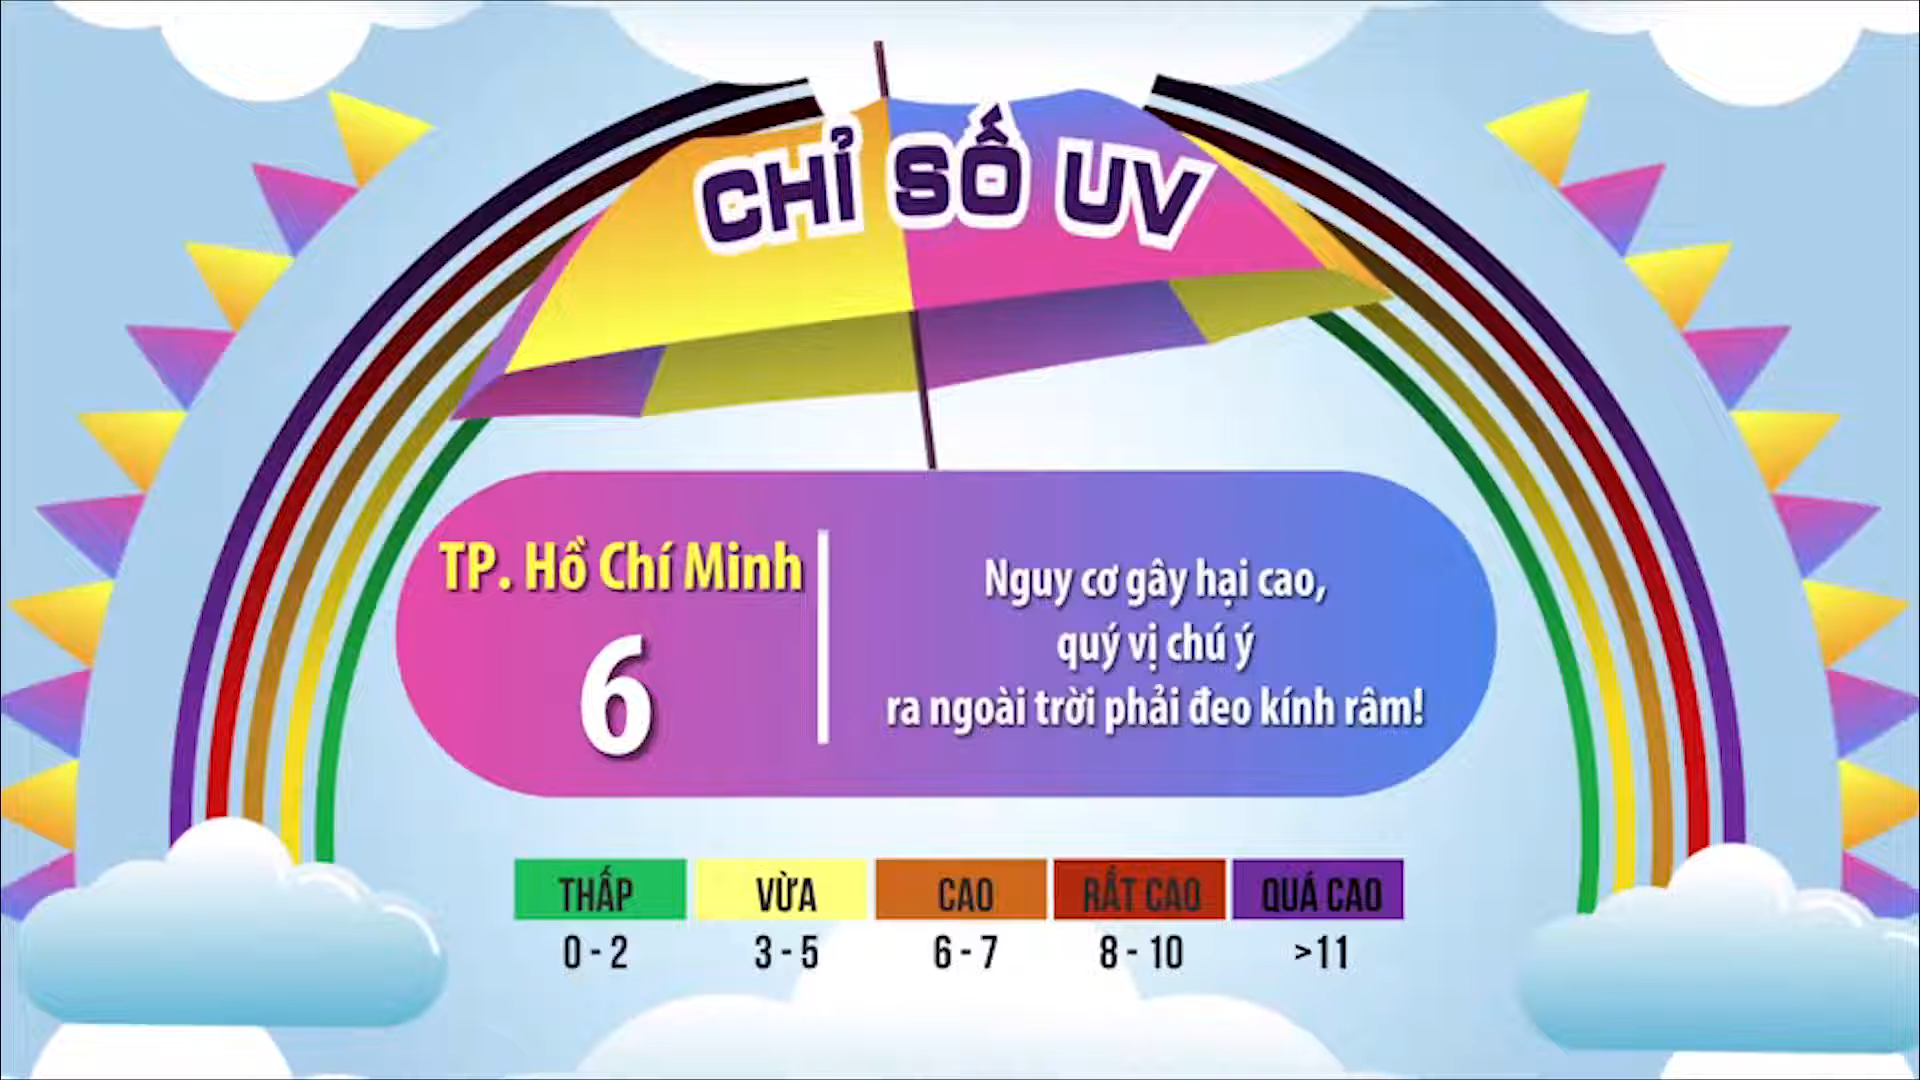 CHỈ SỐ UV
TP. Hồ Chí Minh
6
Nguy cơ gây hại cao,
quý vị chú ý
ra ngoài trời phải đeo kính râm!
THẤP VỪA CAO RẤT CAO QUÁ CAO
0 - 2 3 - 5 6 - 7 8 - 10 >11